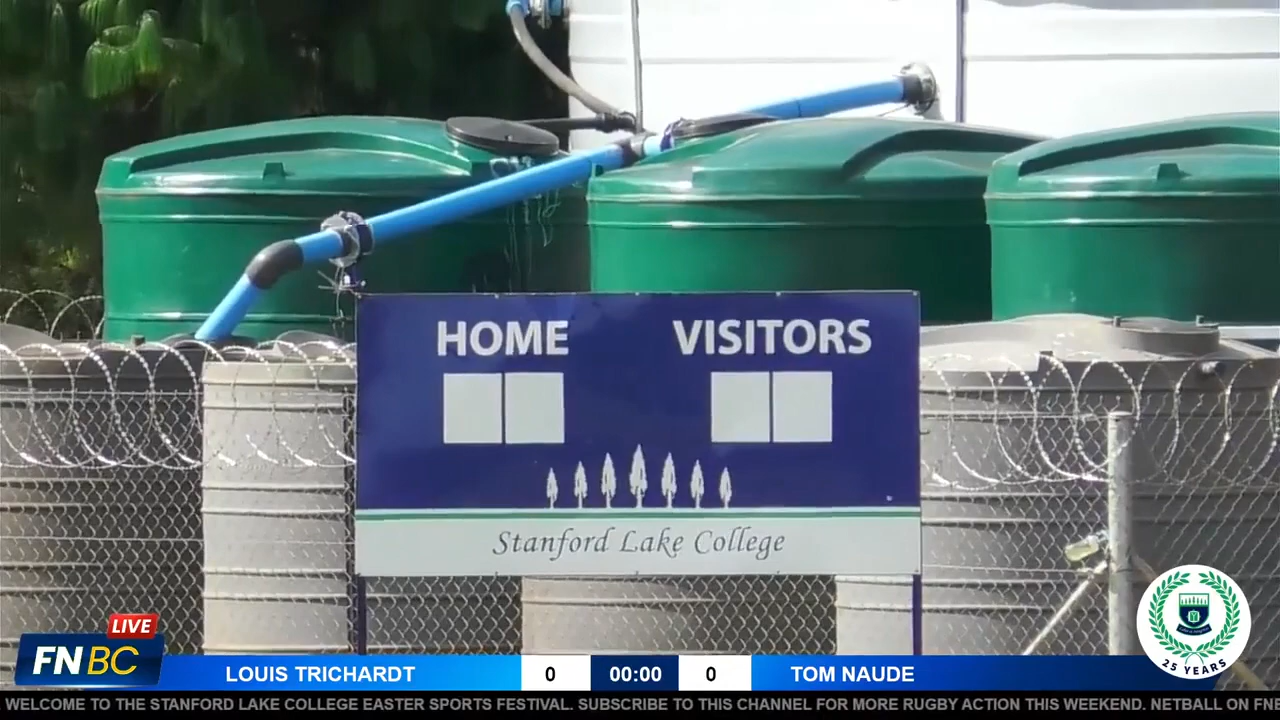 HOME VISITORS
Stanford Lake College
LIVE
FNBC
LOUIS TRICHARDT 0 00:00 0 TOM NAUDE
25 YEARS
WELCOME TO THE STANFORD LAKE COLLEGE EASTER SPORTS FESTIVAL. SUBSCRIBE TO THIS CHANNEL FOR MORE RUGBY ACTION THIS WEEKEND. NETBALL ON FNB